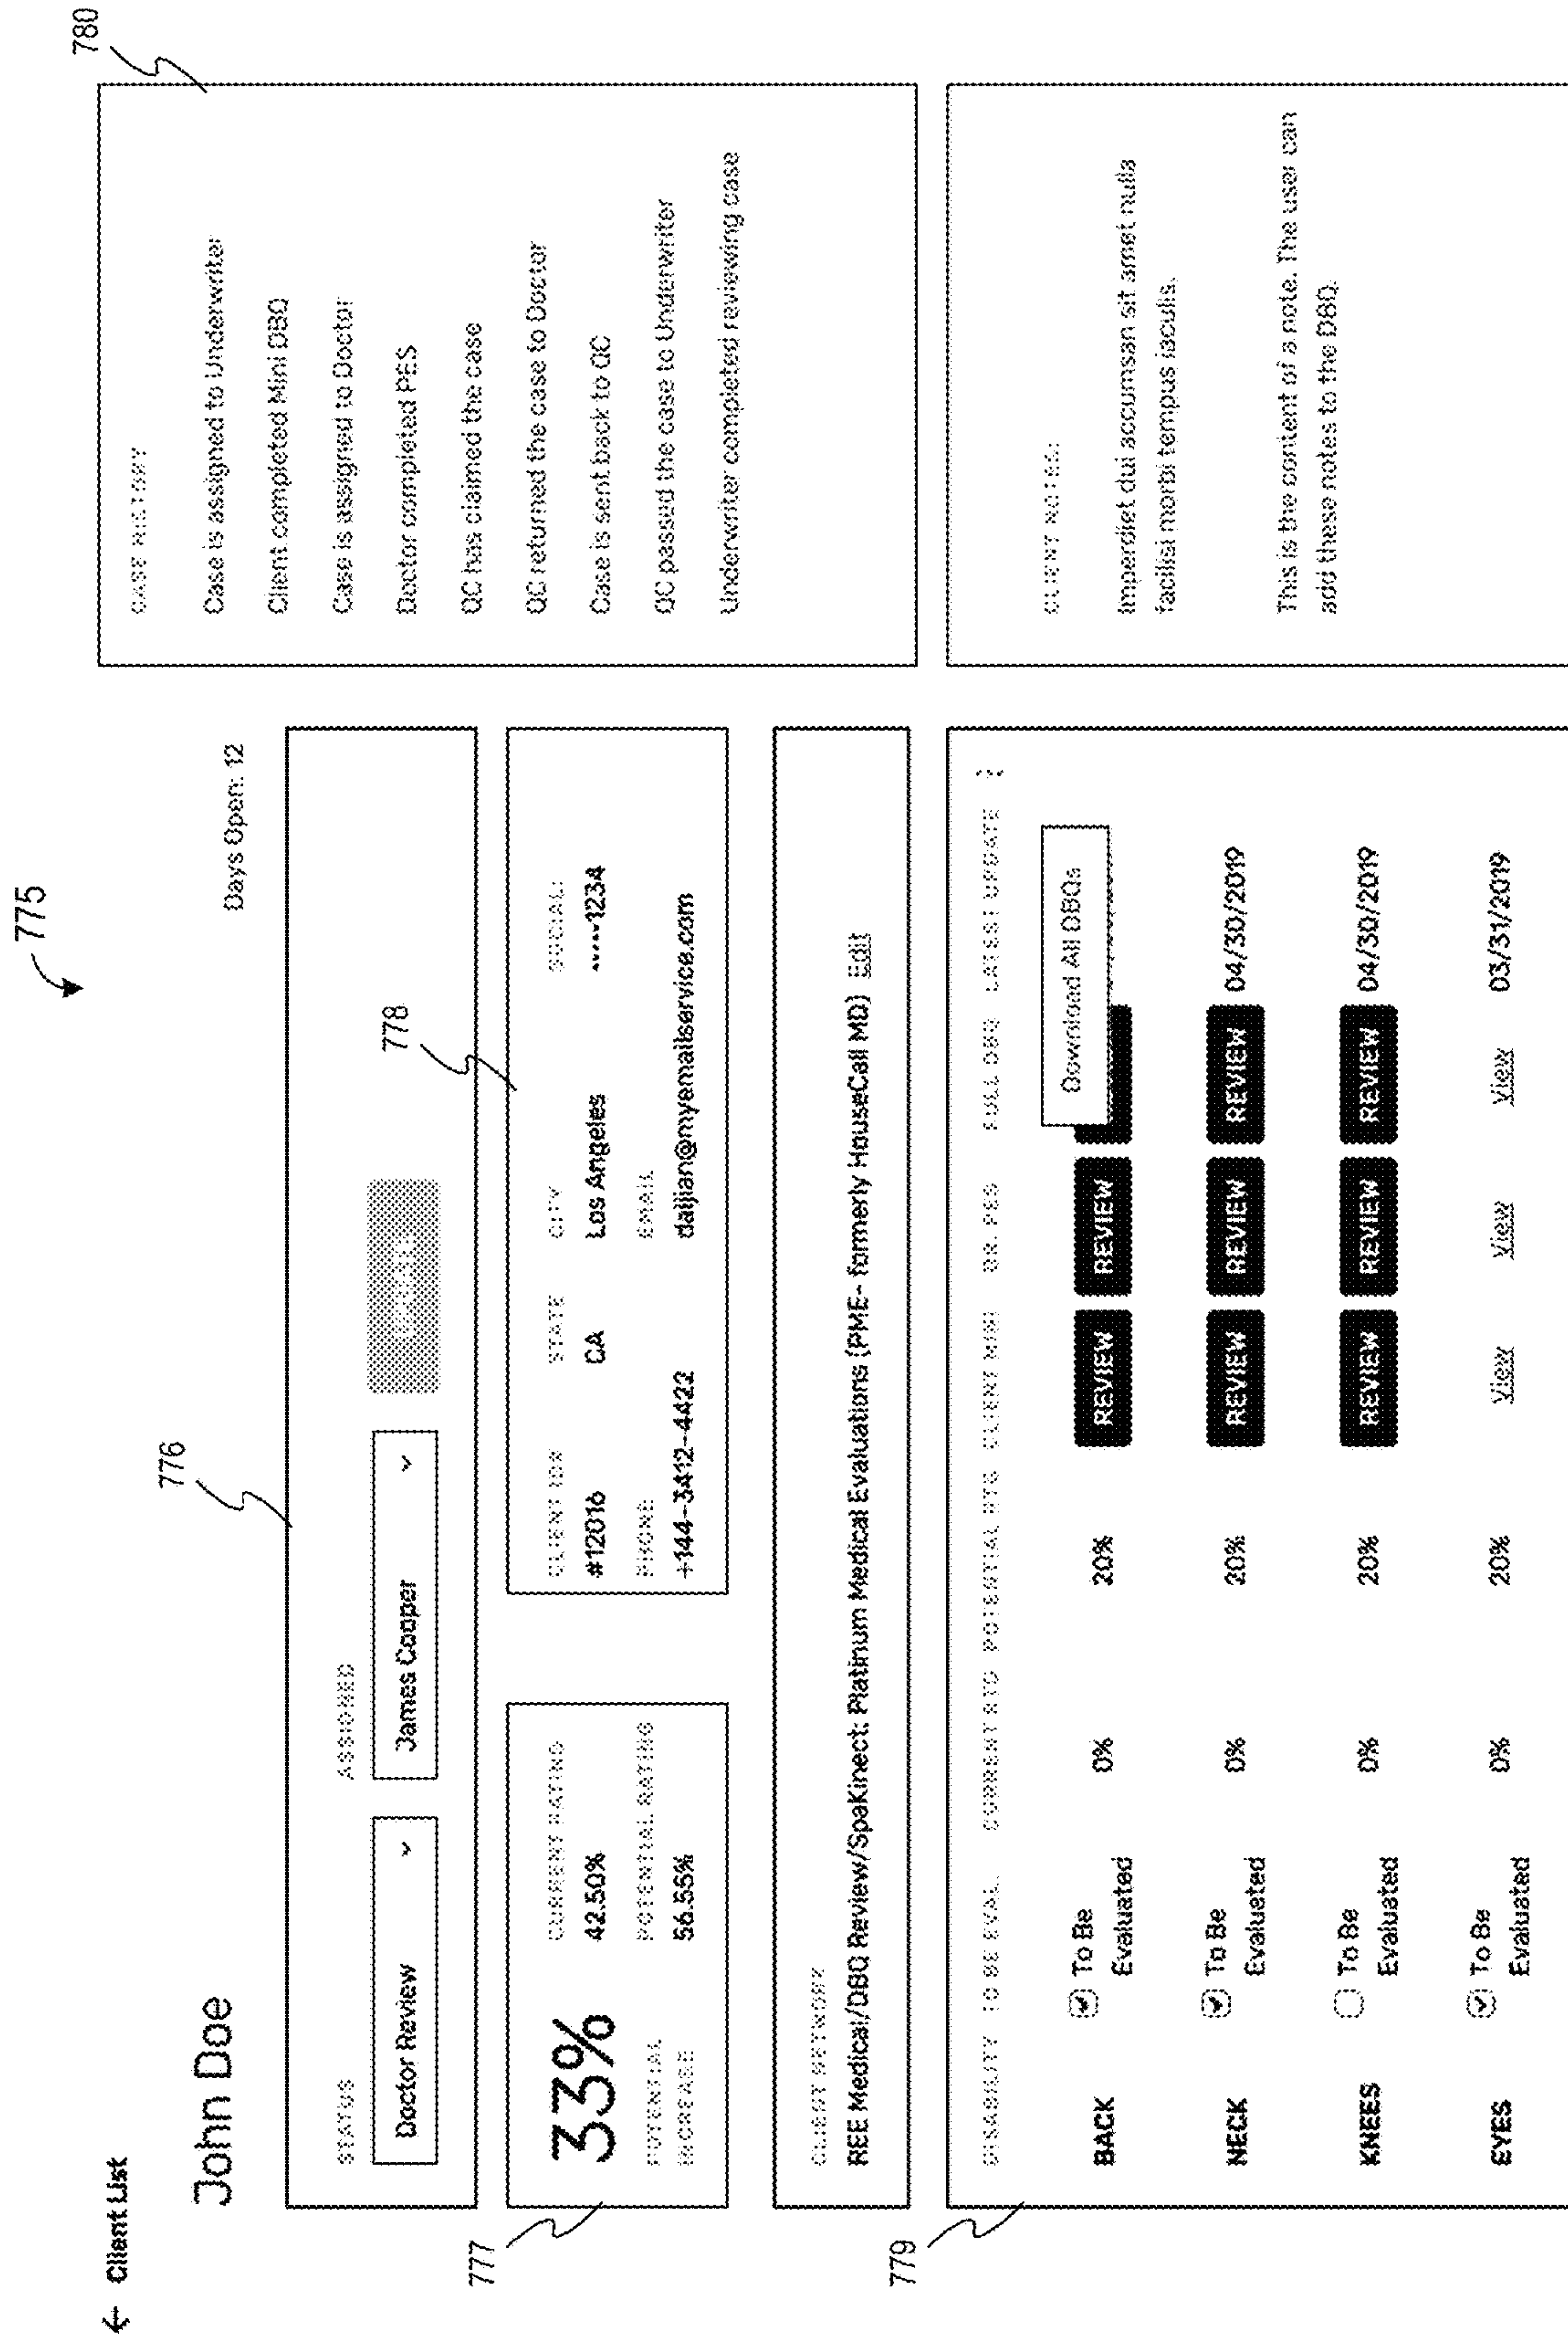 775
← Client List
John Doe
Days Open: 12
776
STATUS ASSIGNED
Doctor Review James Cooper
777
33%
POTENTIAL
INCREASE
CURRENT RATING
42.50%
POTENTIAL RATING
56.55%
778
CLIENT ID# STATE CITY SOCIAL:
#12016 CA Los Angeles •••••1234
PHONE EMAIL
+144-3412-4422 daijian@myemailservice.com
CLIENT NETWORK
REE Medical/DBQ Review/SpaKinect: Platinum Medical Evaluations (PME- formerly HouseCall MD) Edit
779
DISABILITY TO BE EVAL. CURRENT RTG POTENTIAL RTG CLIENT MINI DR. PES FULL DBQ LATEST UPDATE
Download All DBQs
BACK To Be Evaluated 0% 20% REVIEW REVIEW
NECK To Be Evaluated 0% 20% REVIEW REVIEW REVIEW 04/30/2019
KNEES To Be Evaluated 0% 20% REVIEW REVIEW REVIEW 04/30/2019
EYES To Be Evaluated 0% 20% View View View 03/31/2019
780
CASE HISTORY
Case is assigned to Underwriter
Client completed Mini DBQ
Case is assigned to Doctor
Doctor completed PES
QC has claimed the case
QC returned the case to Doctor
Case is sent back to QC
QC passed the case to Underwriter
Underwriter completed reviewing case
CLIENT NOTES:
Imperdiet dui accumsan sit amet nulla
facilisi morbi tempus iaculis.
This is the content of a note. The user can
add these notes to the DBQ.